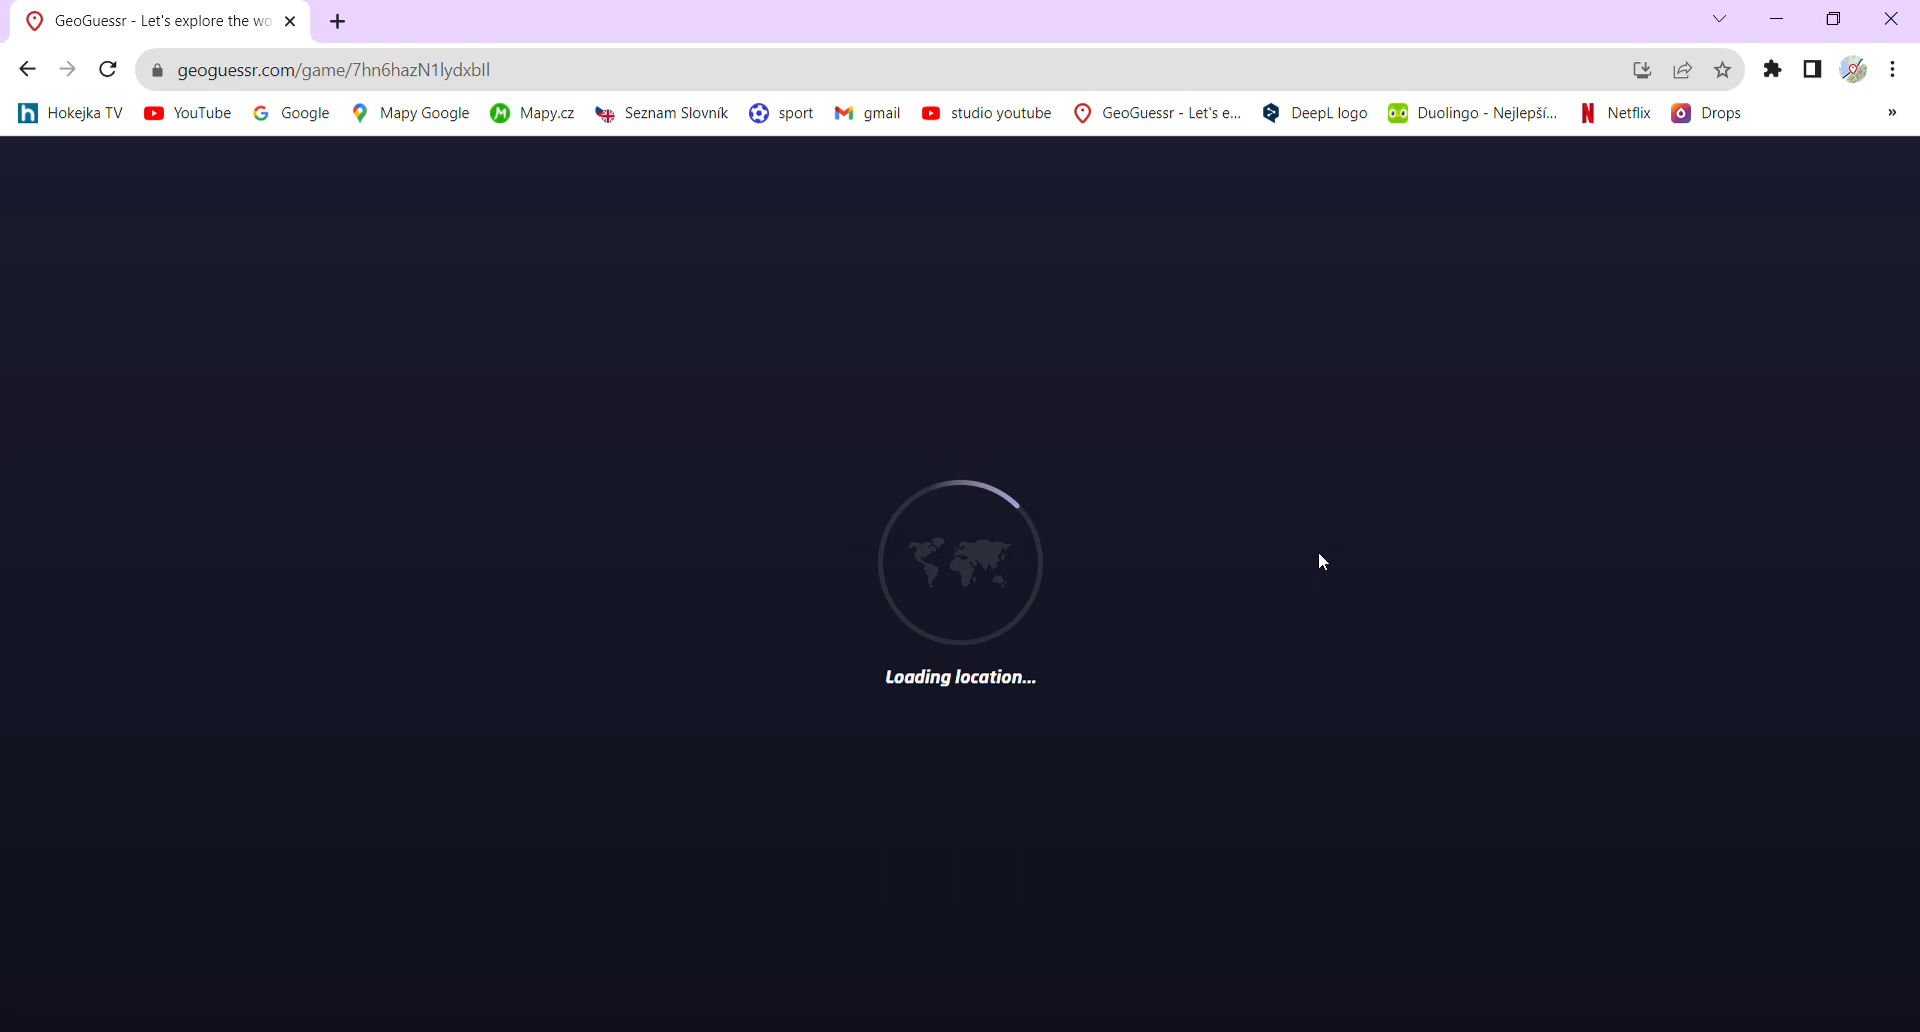 GeoGuessr - Let's explore the wo
geoguessr.com/game/7hn6hazN1lydxbll
Hokejka TV YouTube Google Mapy Google Mapy.cz Seznam Slovník sport gmail studio youtube GeoGuessr - Let's e... DeepL logo Duolingo - Nejlepší... Netflix Drops »
Loading location...